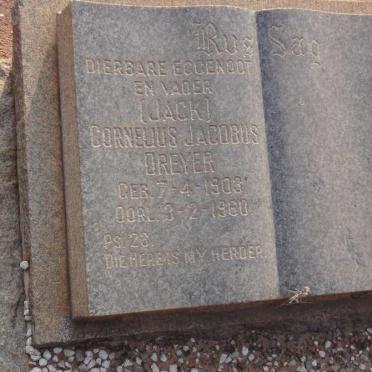 Rus Sag
DIERBARE EGGENOOT
EN VADER
(JACK)
CORNELIUS JACOBUS
DREYER
GEB. 7-4-1903
OORL. 3-2-1960
PS. 23.
DIE HERE IS MY HERDER.